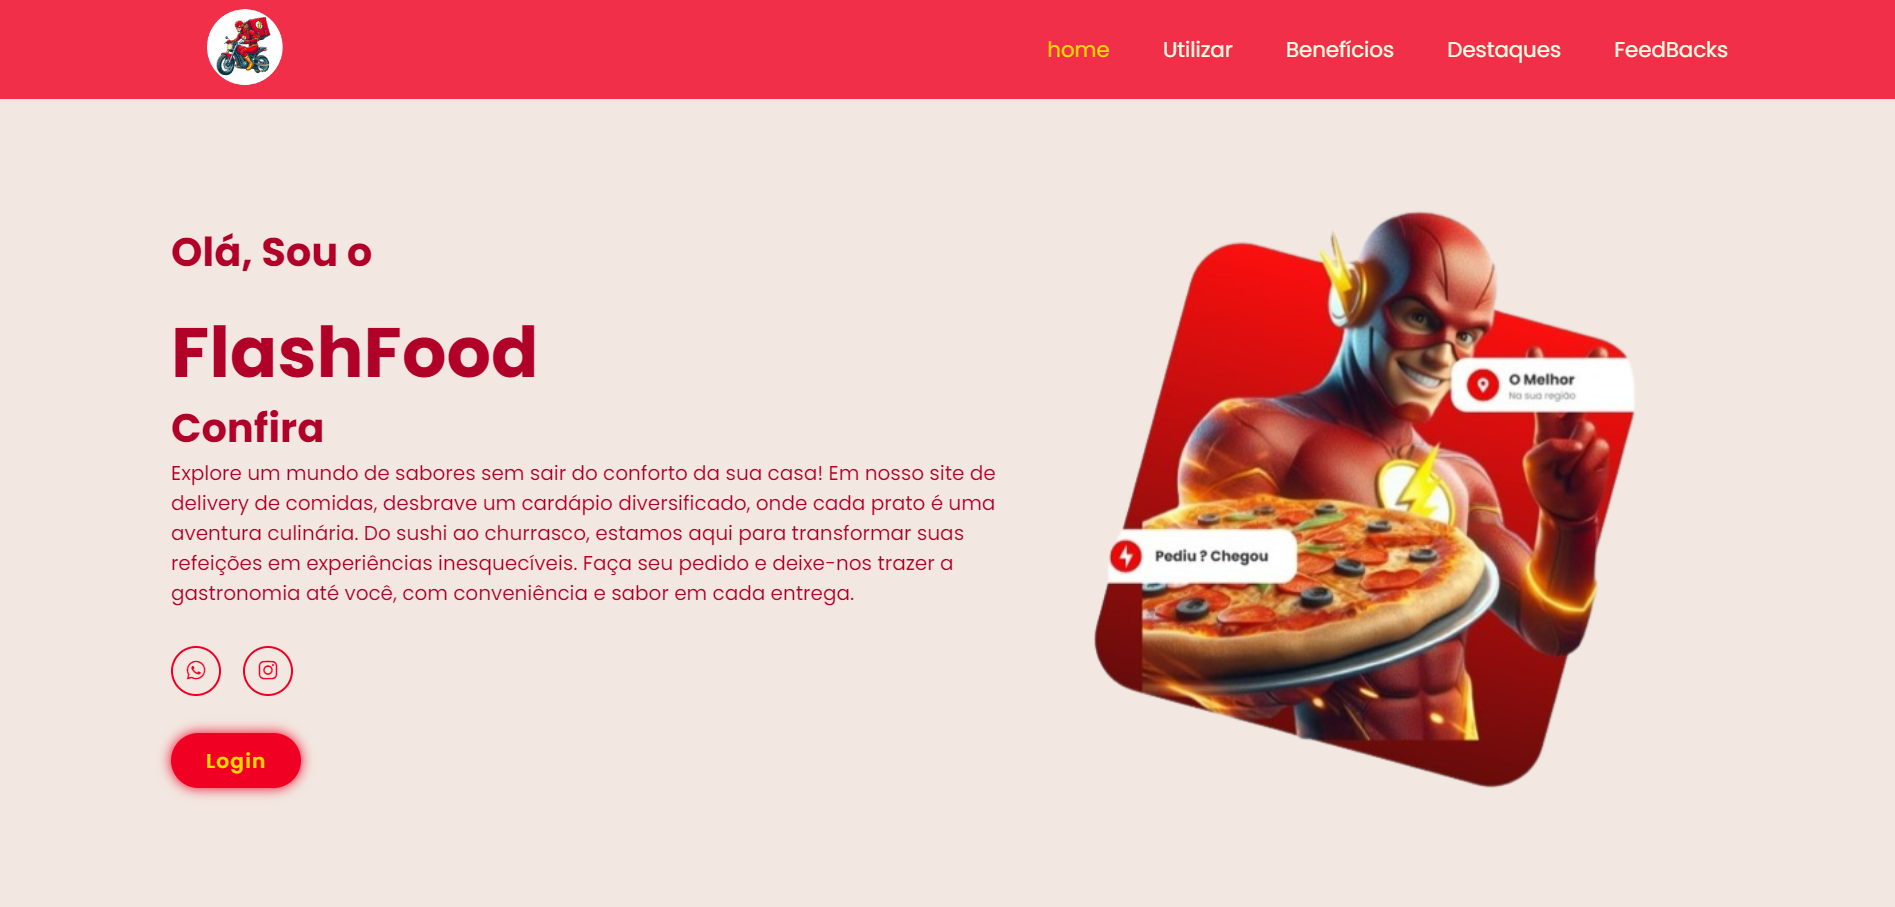 home Utilizar Benefícios Destaques FeedBacks
Olá, Sou o
FlashFood
Confira
Explore um mundo de sabores sem sair do conforto da sua casa! Em nosso site de
delivery de comidas, desbrave um cardápio diversificado, onde cada prato é uma
aventura culinária. Do sushi ao churrasco, estamos aqui para transformar suas
refeições em experiências inesquecíveis. Faça seu pedido e deixe-nos trazer a
gastronomia até você, com conveniência e sabor em cada entrega.
Login
O Melhor
Na sua região
Pediu ? Chegou